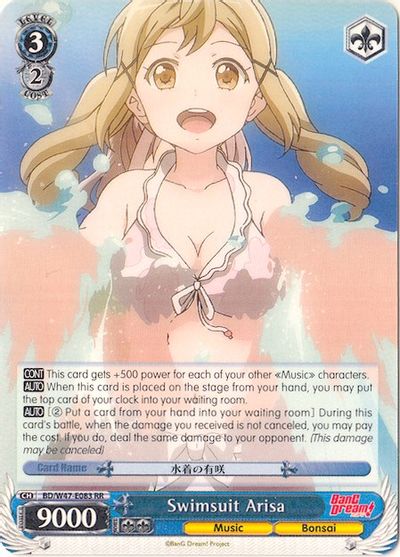 LEVEL
3
2
COST
CONT This card gets +500 power for each of your other «Music» characters.
AUTO When this card is placed on the stage from your hand, you may put
the top card of your clock into your waiting room.
AUTO [② Put a card from your hand into your waiting room] During this
card's battle, when the damage you received is not canceled, you may pay
the cost. If you do, deal the same damage to your opponent. (This damage
may be canceled)
Card Name
水着の有咲
CH BD/W47-E083 RR
Swimsuit Arisa
BanG Dream!
9000
Music Bonsai
©BanG Dream! Project